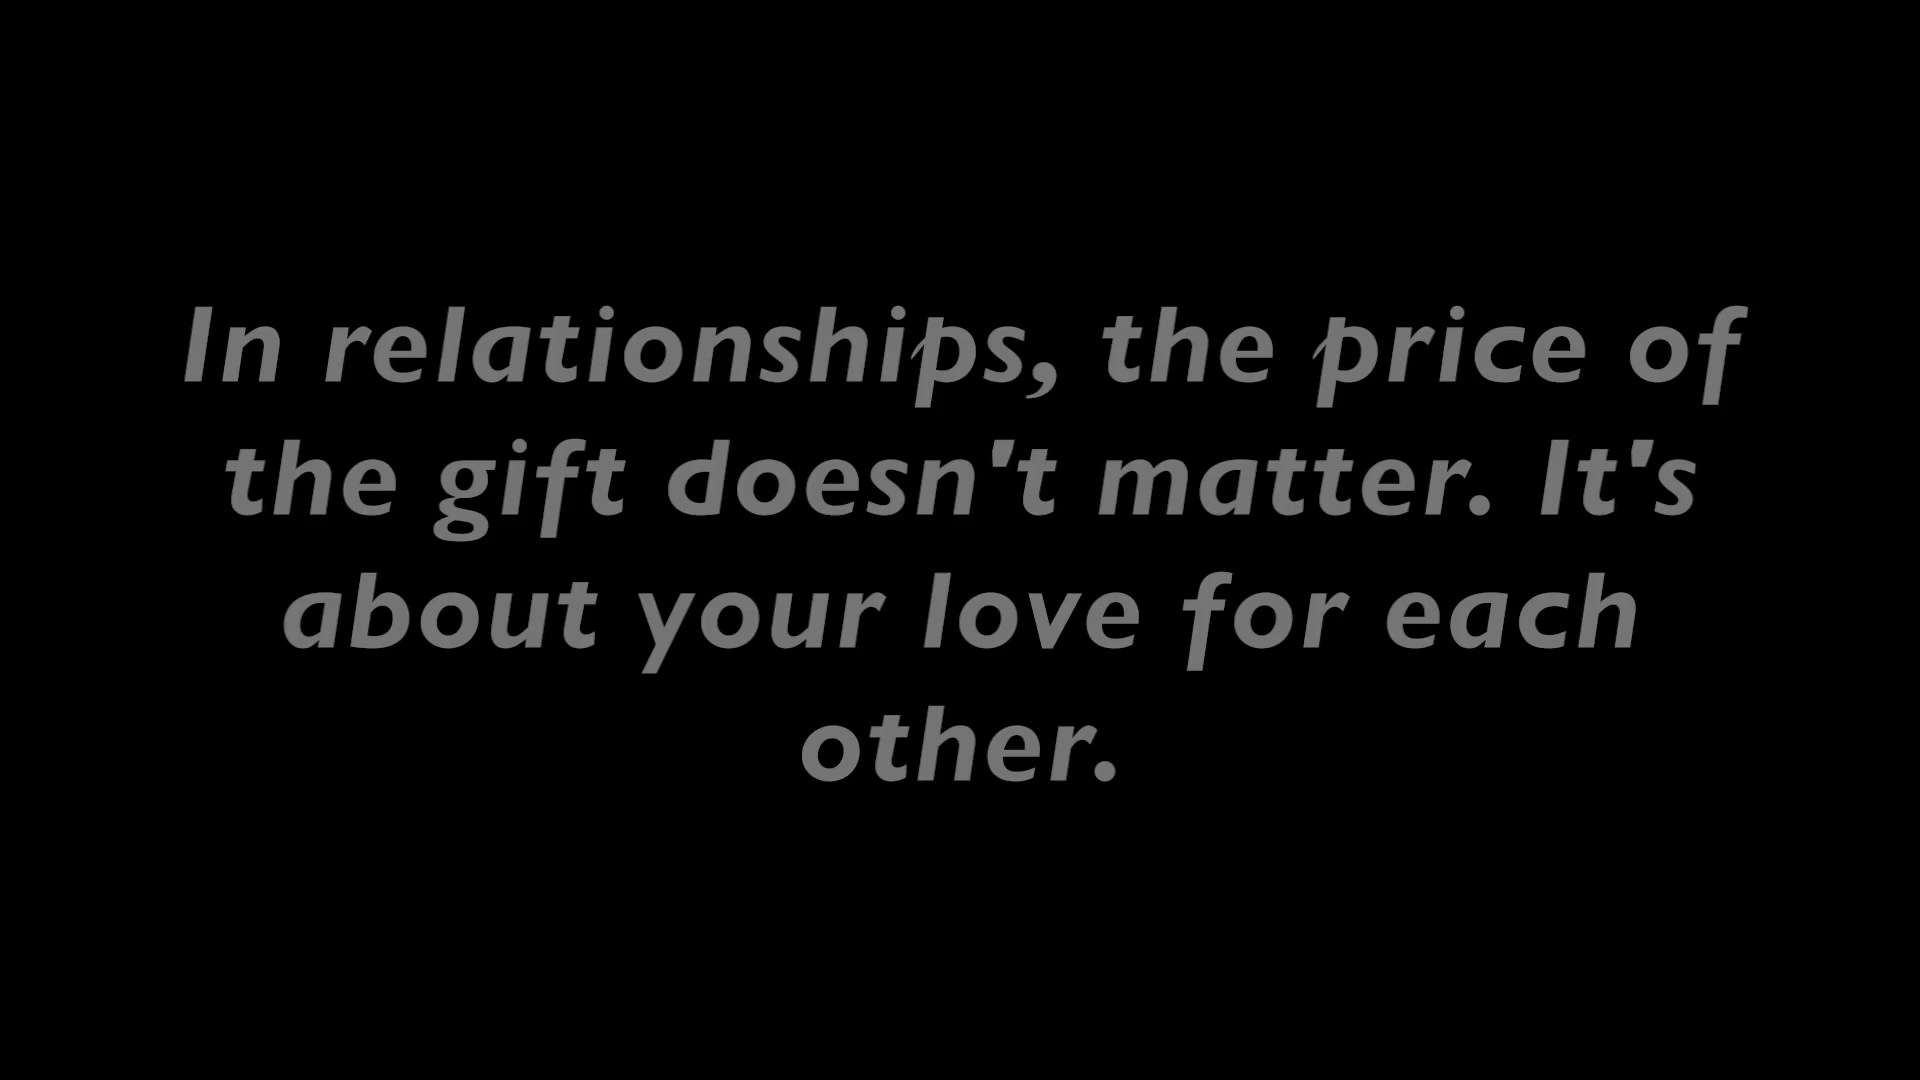 In relationships, the price of
the gift doesn't matter. It's
about your love for each
other.